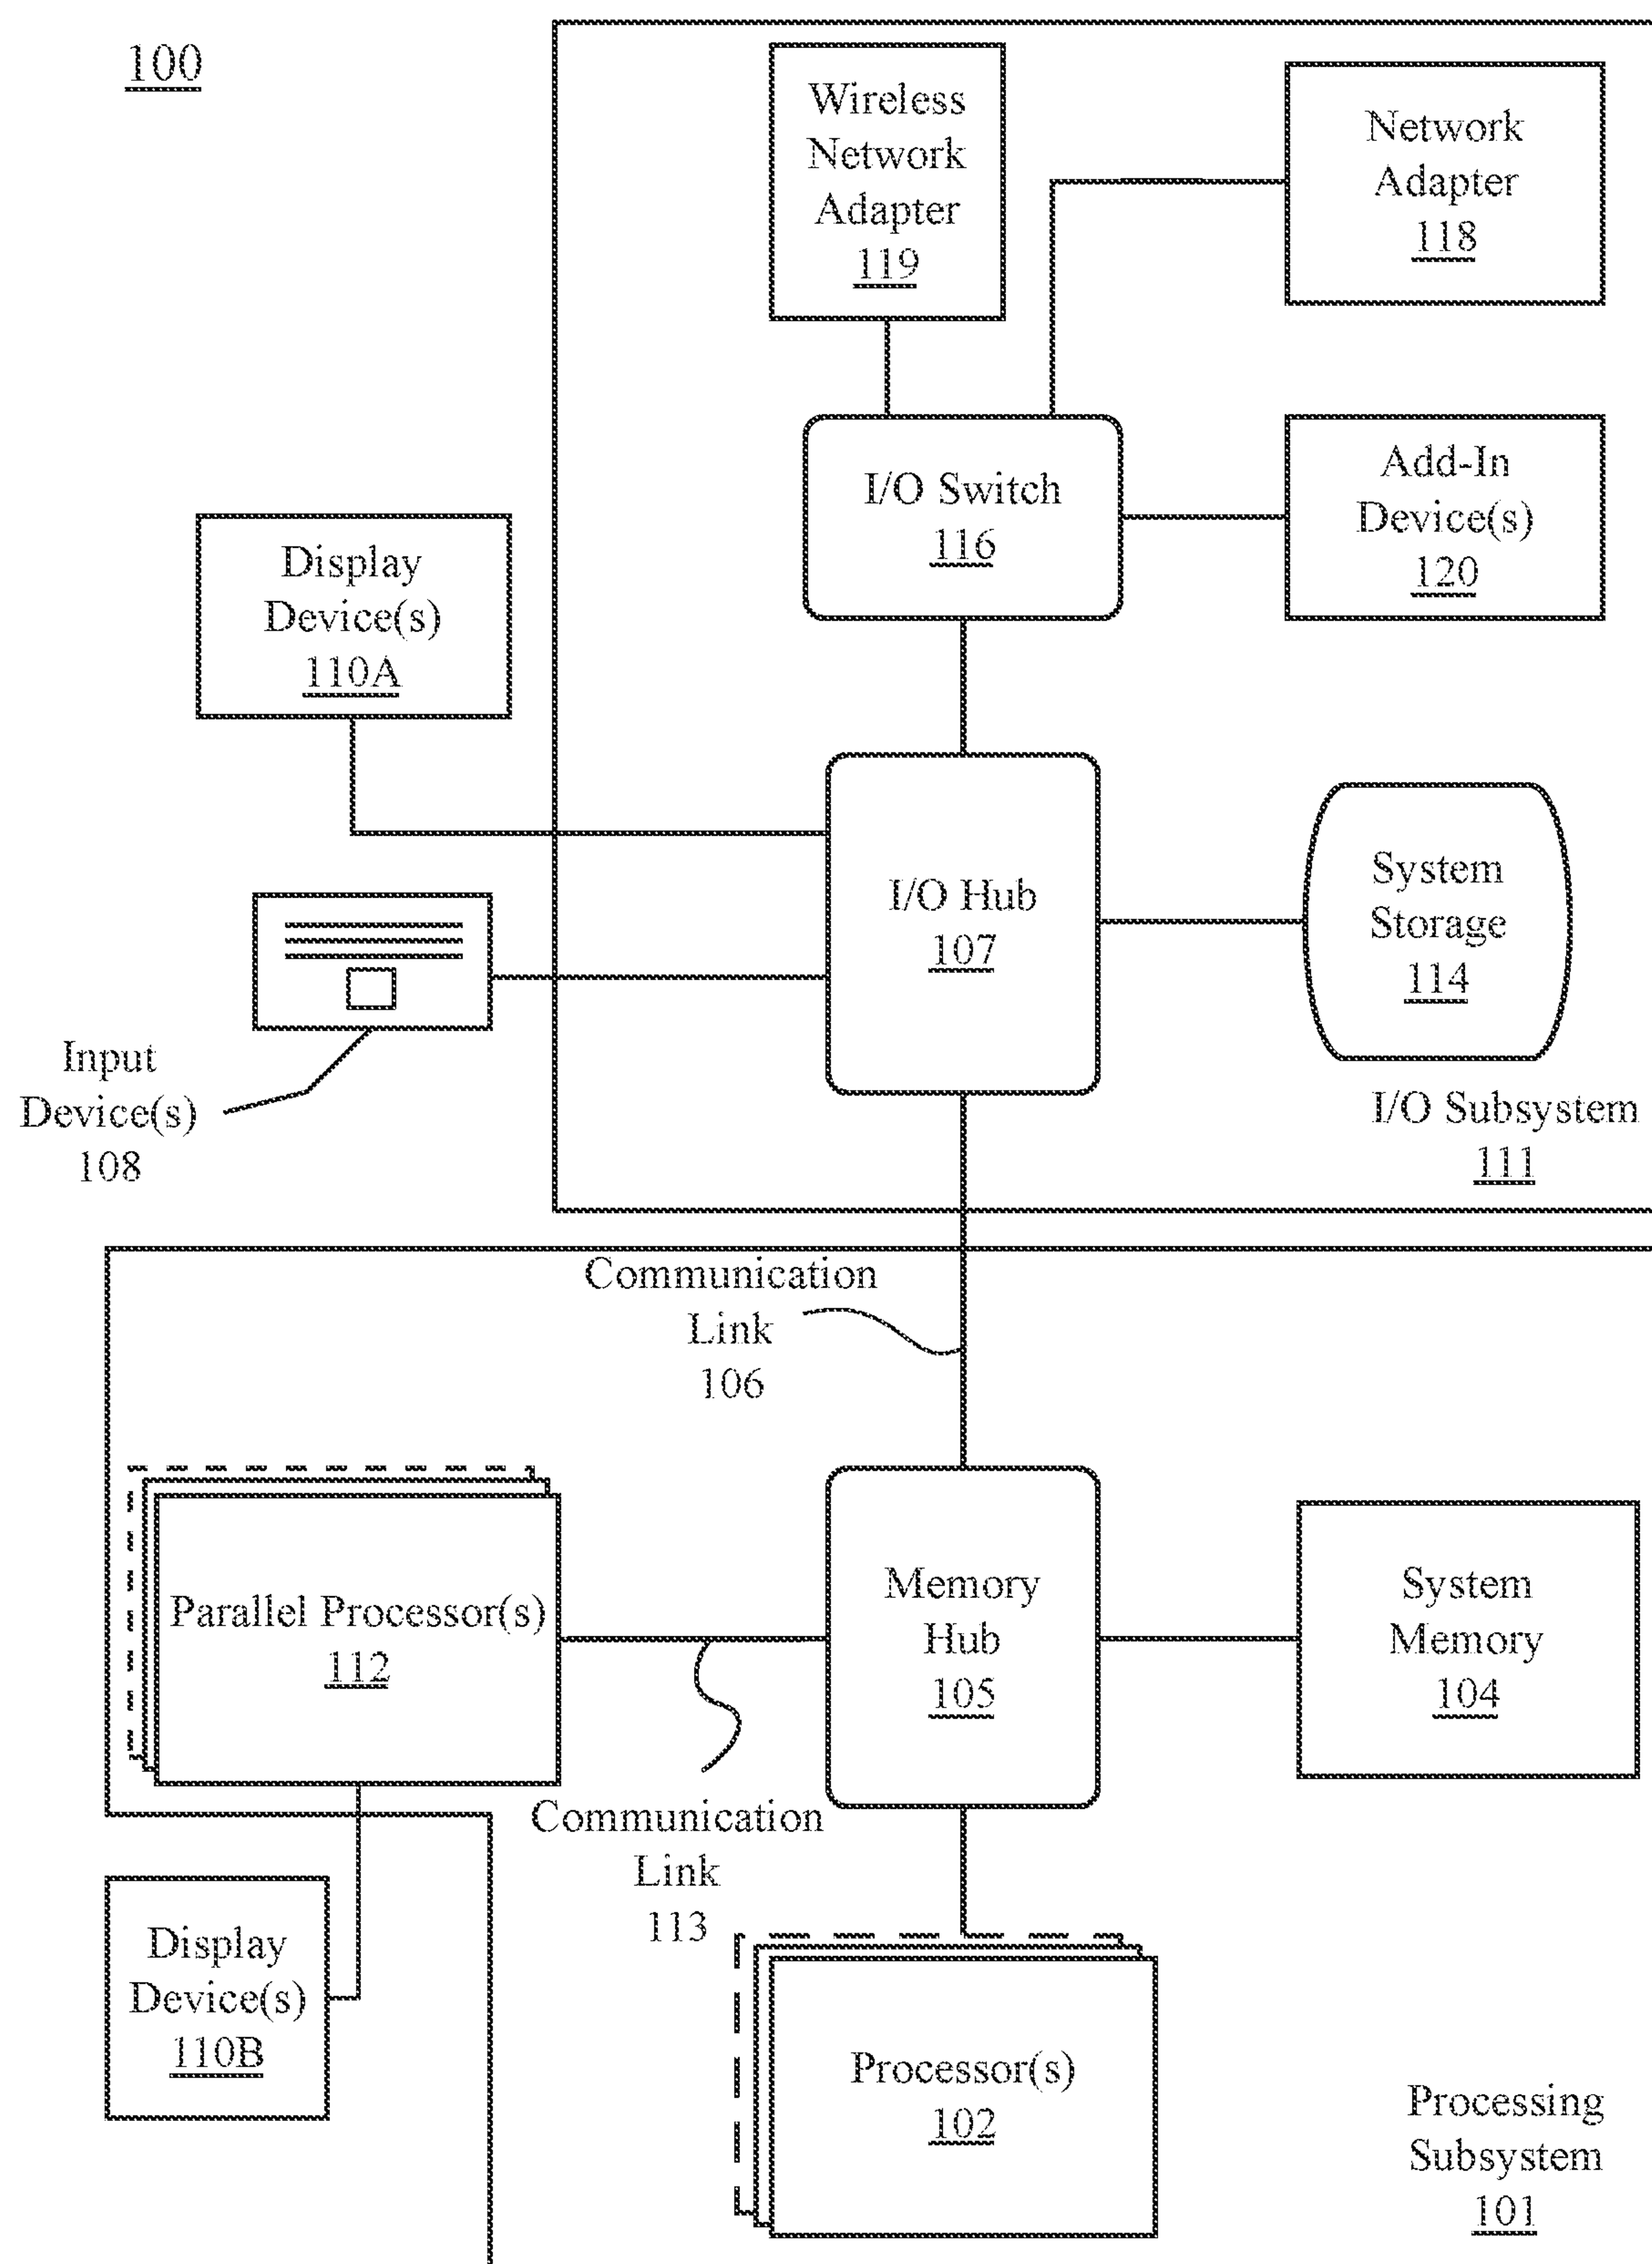 100
Wireless
Network
Adapter
119
Network
Adapter
118
I/O Switch
116
Add-In
Device(s)
120
Display
Device(s)
110A
I/O Hub
107
System
Storage
114
Input
Device(s)
108
I/O Subsystem
111
Communication
Link
106
Parallel Processor(s)
112
Memory
Hub
105
System
Memory
104
Communication
Link
113
Display
Device(s)
110B
Processor(s)
102
Processing
Subsystem
101